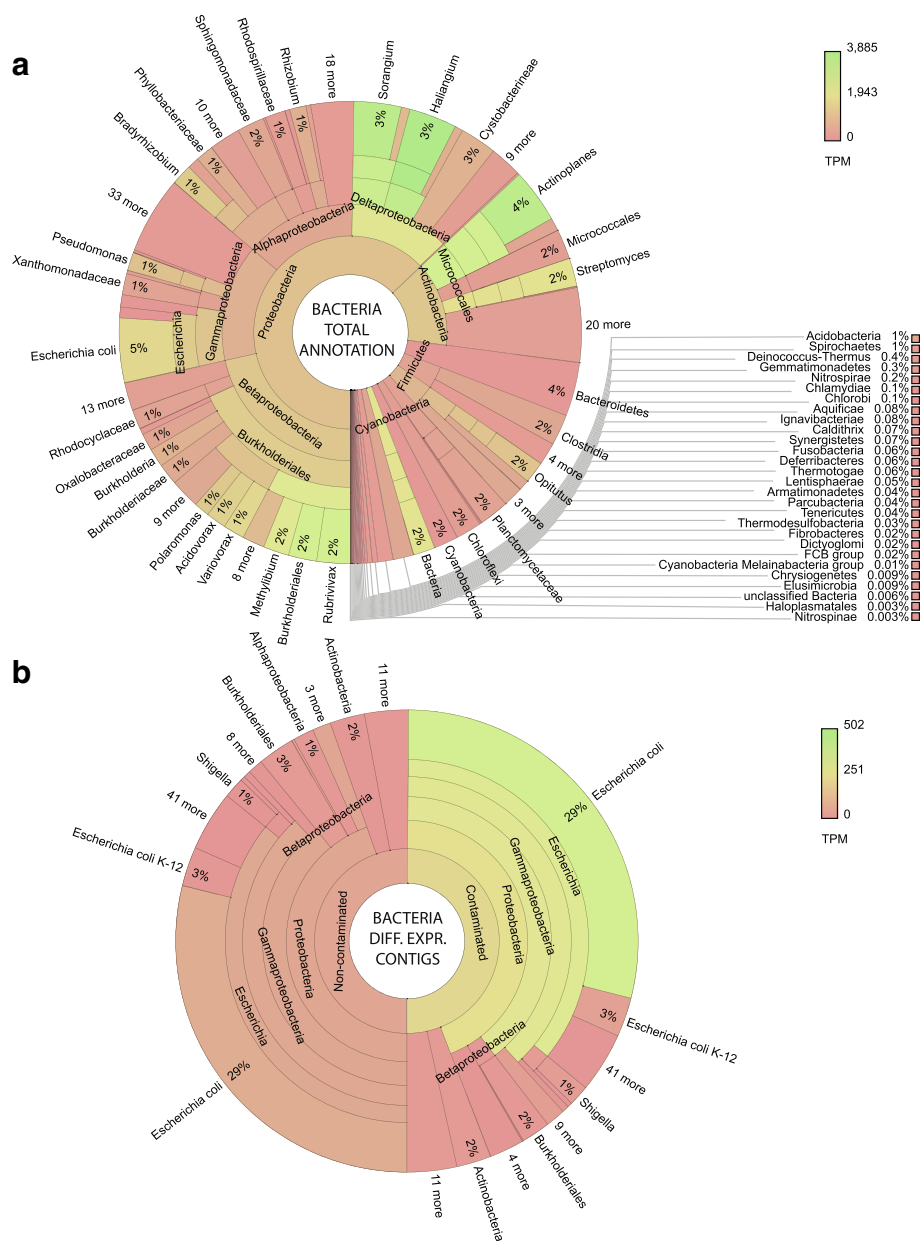 a
Sorangium
3%
Haliangium
3%
Cystobacterineae
3%
9 more
Actinoplanes
4%
Micrococcales
2%
Streptomyces
2%
20 more
Bacteroidetes
4%
Clostridia
2%
4 more
Opitutus
2%
3 more
Planctomycetaceae
2%
Chloroflexi
2%
Cyanobacteria
2%
Bacteria
2%
Rubrivivax
2%
Burkholderiales
2%
Methylibium
2%
8 more
Variovorax
1%
Acidovorax
1%
Polaromonas
1%
9 more
Burkholderiaceae
1%
Burkholderia
1%
Oxalobacteraceae
1%
Rhodocyclaceae
1%
13 more
Escherichia coli
5%
Xanthomonadaceae
1%
Pseudomonas
1%
33 more
Bradyrhizobium
1%
Phyllobacteriaceae
1%
10 more
Sphingomonadaceae
2%
Rhodospirillaceae
1%
Rhizobium
1%
18 more
Deltaproteobacteria
Alphaproteobacteria
Micrococcales
Actinobacteria
Firmicutes
Cyanobacteria
Proteobacteria
Gammaproteobacteria
Escherichia
Betaproteobacteria
Burkholderiales
BACTERIA
TOTAL
ANNOTATION
3,885
1,943
0
TPM
Acidobacteria 1%
Spirochaetes 1%
Deinococcus-Thermus 0.4%
Gemmatimonadetes 0.3%
Nitrospirae 0.2%
Chlamydiae 0.1%
Chlorobi 0.1%
Aquificae 0.08%
Ignavibacteriae 0.08%
Caldithrix 0.07%
Synergistetes 0.07%
Fusobacteria 0.06%
Deferribacteres 0.06%
Thermotogae 0.06%
Lentisphaerae 0.05%
Armatimonadetes 0.04%
Parcubacteria 0.04%
Tenericutes 0.04%
Thermodesulfobacteria 0.03%
Fibrobacteres 0.02%
Dictyoglomi 0.02%
FCB group 0.02%
Cyanobacteria Melainabacteria group 0.01%
Chrysiogenetes 0.009%
Elusimicrobia 0.009%
unclassified Bacteria 0.006%
Haloplasmatales 0.003%
Nitrospinae 0.003%
b
Escherichia coli
29%
Escherichia coli K-12
3%
41 more
Shigella
1%
9 more
Burkholderiales
2%
4 more
Actinobacteria
2%
11 more
Escherichia coli
29%
Escherichia coli K-12
3%
41 more
Shigella
1%
8 more
Burkholderiales
3%
Alphaproteobacteria
1%
3 more
Actinobacteria
2%
11 more
Contaminated
Proteobacteria
Gammaproteobacteria
Escherichia
Betaproteobacteria
Non-contaminated
Proteobacteria
Gammaproteobacteria
Escherichia
Betaproteobacteria
BACTERIA
DIFF. EXPR.
CONTIGS
502
251
0
TPM